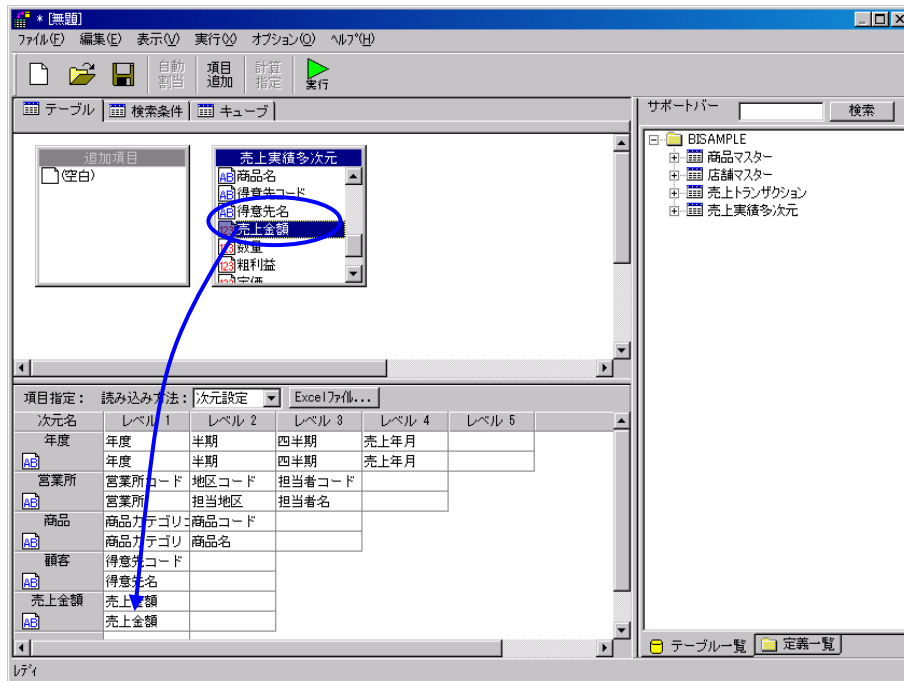 * [無題]
ファイル(F) 編集(E) 表示(V) 実行(X) オプション(O) ヘルプ(H)
自動割当 項目追加 計算指定 実行
テーブル 検索条件 キューブ
サポートバー 検索
追加項目
(空白)
売上実績多次元
商品名
得意先コード
得意先名
売上金額
数量
粗利益
定価
BISAMPLE
商品マスター
店舗マスター
売上トランザクション
売上実績多次元
項目指定: 読み込み方法: 次元設定 Excelファイル...
次元名 レベル 1 レベル 2 レベル 3 レベル 4 レベル 5
年度 年度 半期 四半期 売上年月
年度 半期 四半期 売上年月
営業所 営業所コード 地区コード 担当者コード
営業所 担当地区 担当者名
商品 商品カテゴリコ 商品コード
商品カテゴリ 商品名
顧客 得意先コード
得意先名
売上金額 売上金額
売上金額
テーブル一覧 定義一覧
レディ